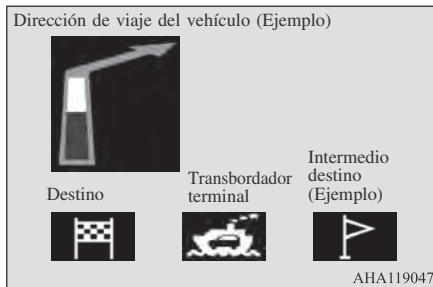 Dirección de viaje del vehículo (Ejemplo)
Destino
Transbordador
terminal
Intermedio
destino
(Ejemplo)
AHA119047